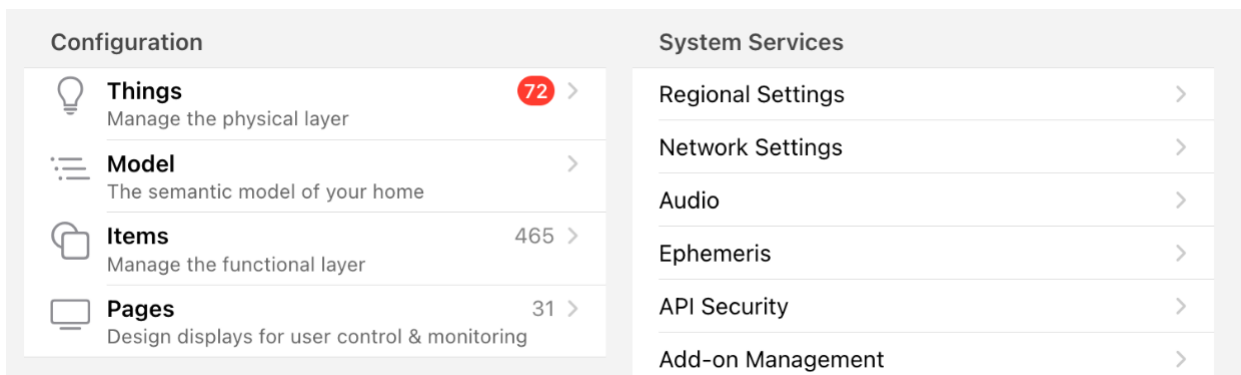 Configuration
Things
72
Manage the physical layer
Model
The semantic model of your home
Items
465
Manage the functional layer
Pages
31
Design displays for user control & monitoring
System Services
Regional Settings
Network Settings
Audio
Ephemeris
API Security
Add-on Management